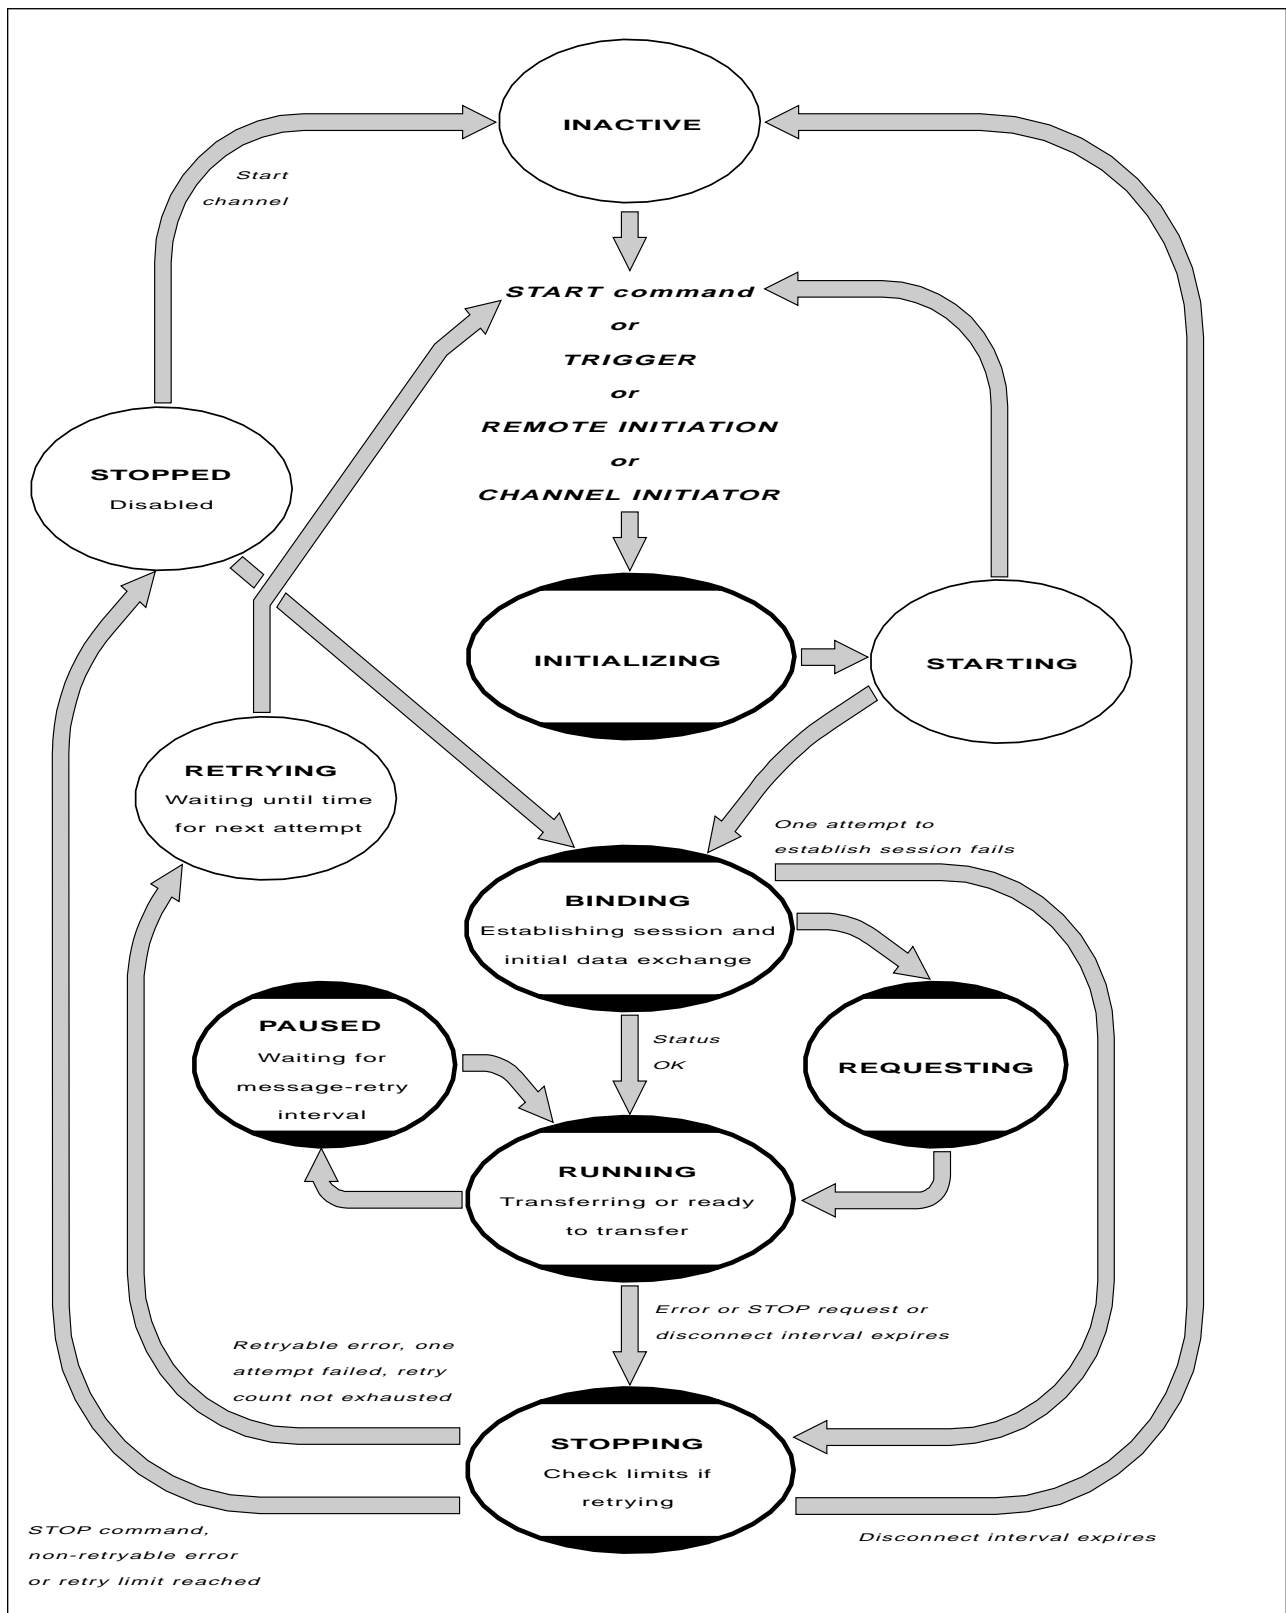 INACTIVE
Start
channel
START command
or
TRIGGER
or
REMOTE INITIATION
or
CHANNEL INITIATOR
STOPPED
Disabled
INITIALIZING
STARTING
RETRYING
Waiting until time
for next attempt
One attempt to
establish session fails
BINDING
Establishing session and
initial data exchange
PAUSED
Waiting for
message-retry
interval
Status
OK
REQUESTING
RUNNING
Transferring or ready
to transfer
Error or STOP request or
disconnect interval expires
Retryable error, one
attempt failed, retry
count not exhausted
STOPPING
Check limits if
retrying
STOP command,
non-retryable error
or retry limit reached
Disconnect interval expires